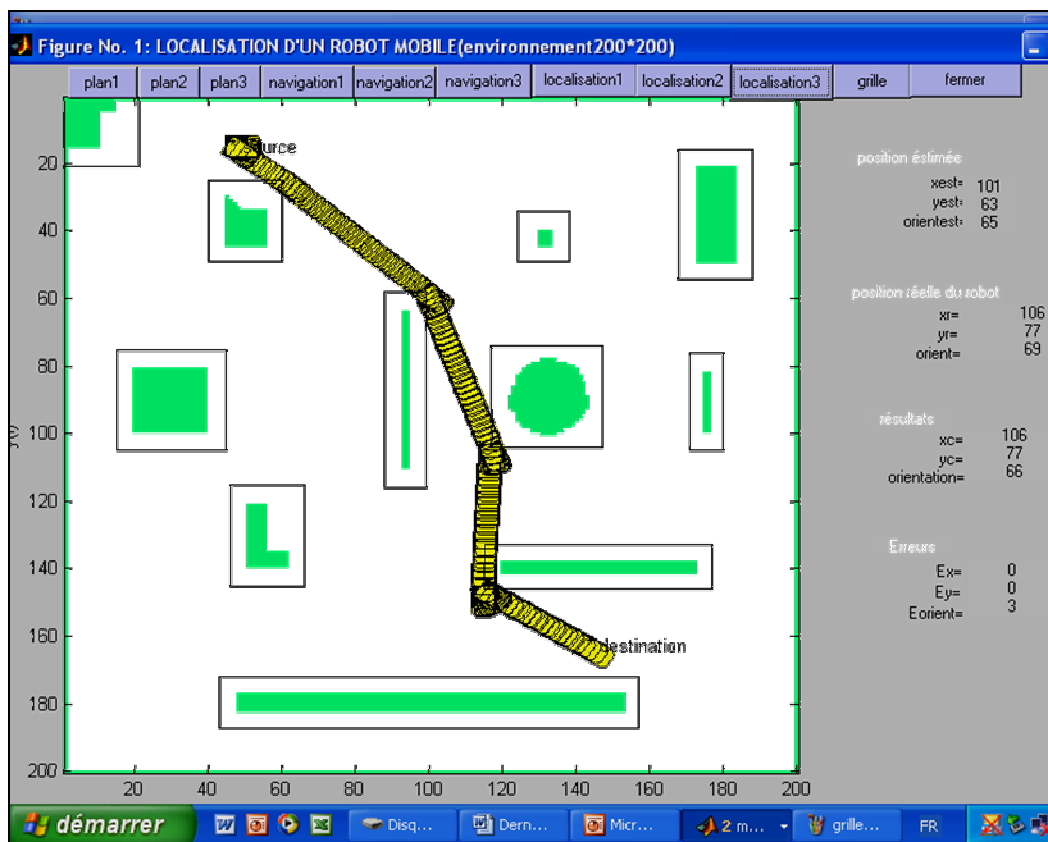 Figure No. 1: LOCALISATION D'UN ROBOT MOBILE(environnement200*200)
plan1 plan2 plan3 navigation1 navigation2 navigation3 localisation1 localisation2 localisation3 grille fermer
urce
destination
20
40
60
80
100
120
140
160
180
200
20 40 60 80 100 120 140 160 180 200
position éstimée
xest= 101
yest= 63
orientest= 65
position réelle du robot
xr= 106
yr= 77
orient= 69
résultats
xc= 106
yc= 77
orientation= 66
Erreurs
Ex= 0
Ey= 0
Eorient= 3
démarrer Disq... Dern... Micr... 2 m... grille... FR